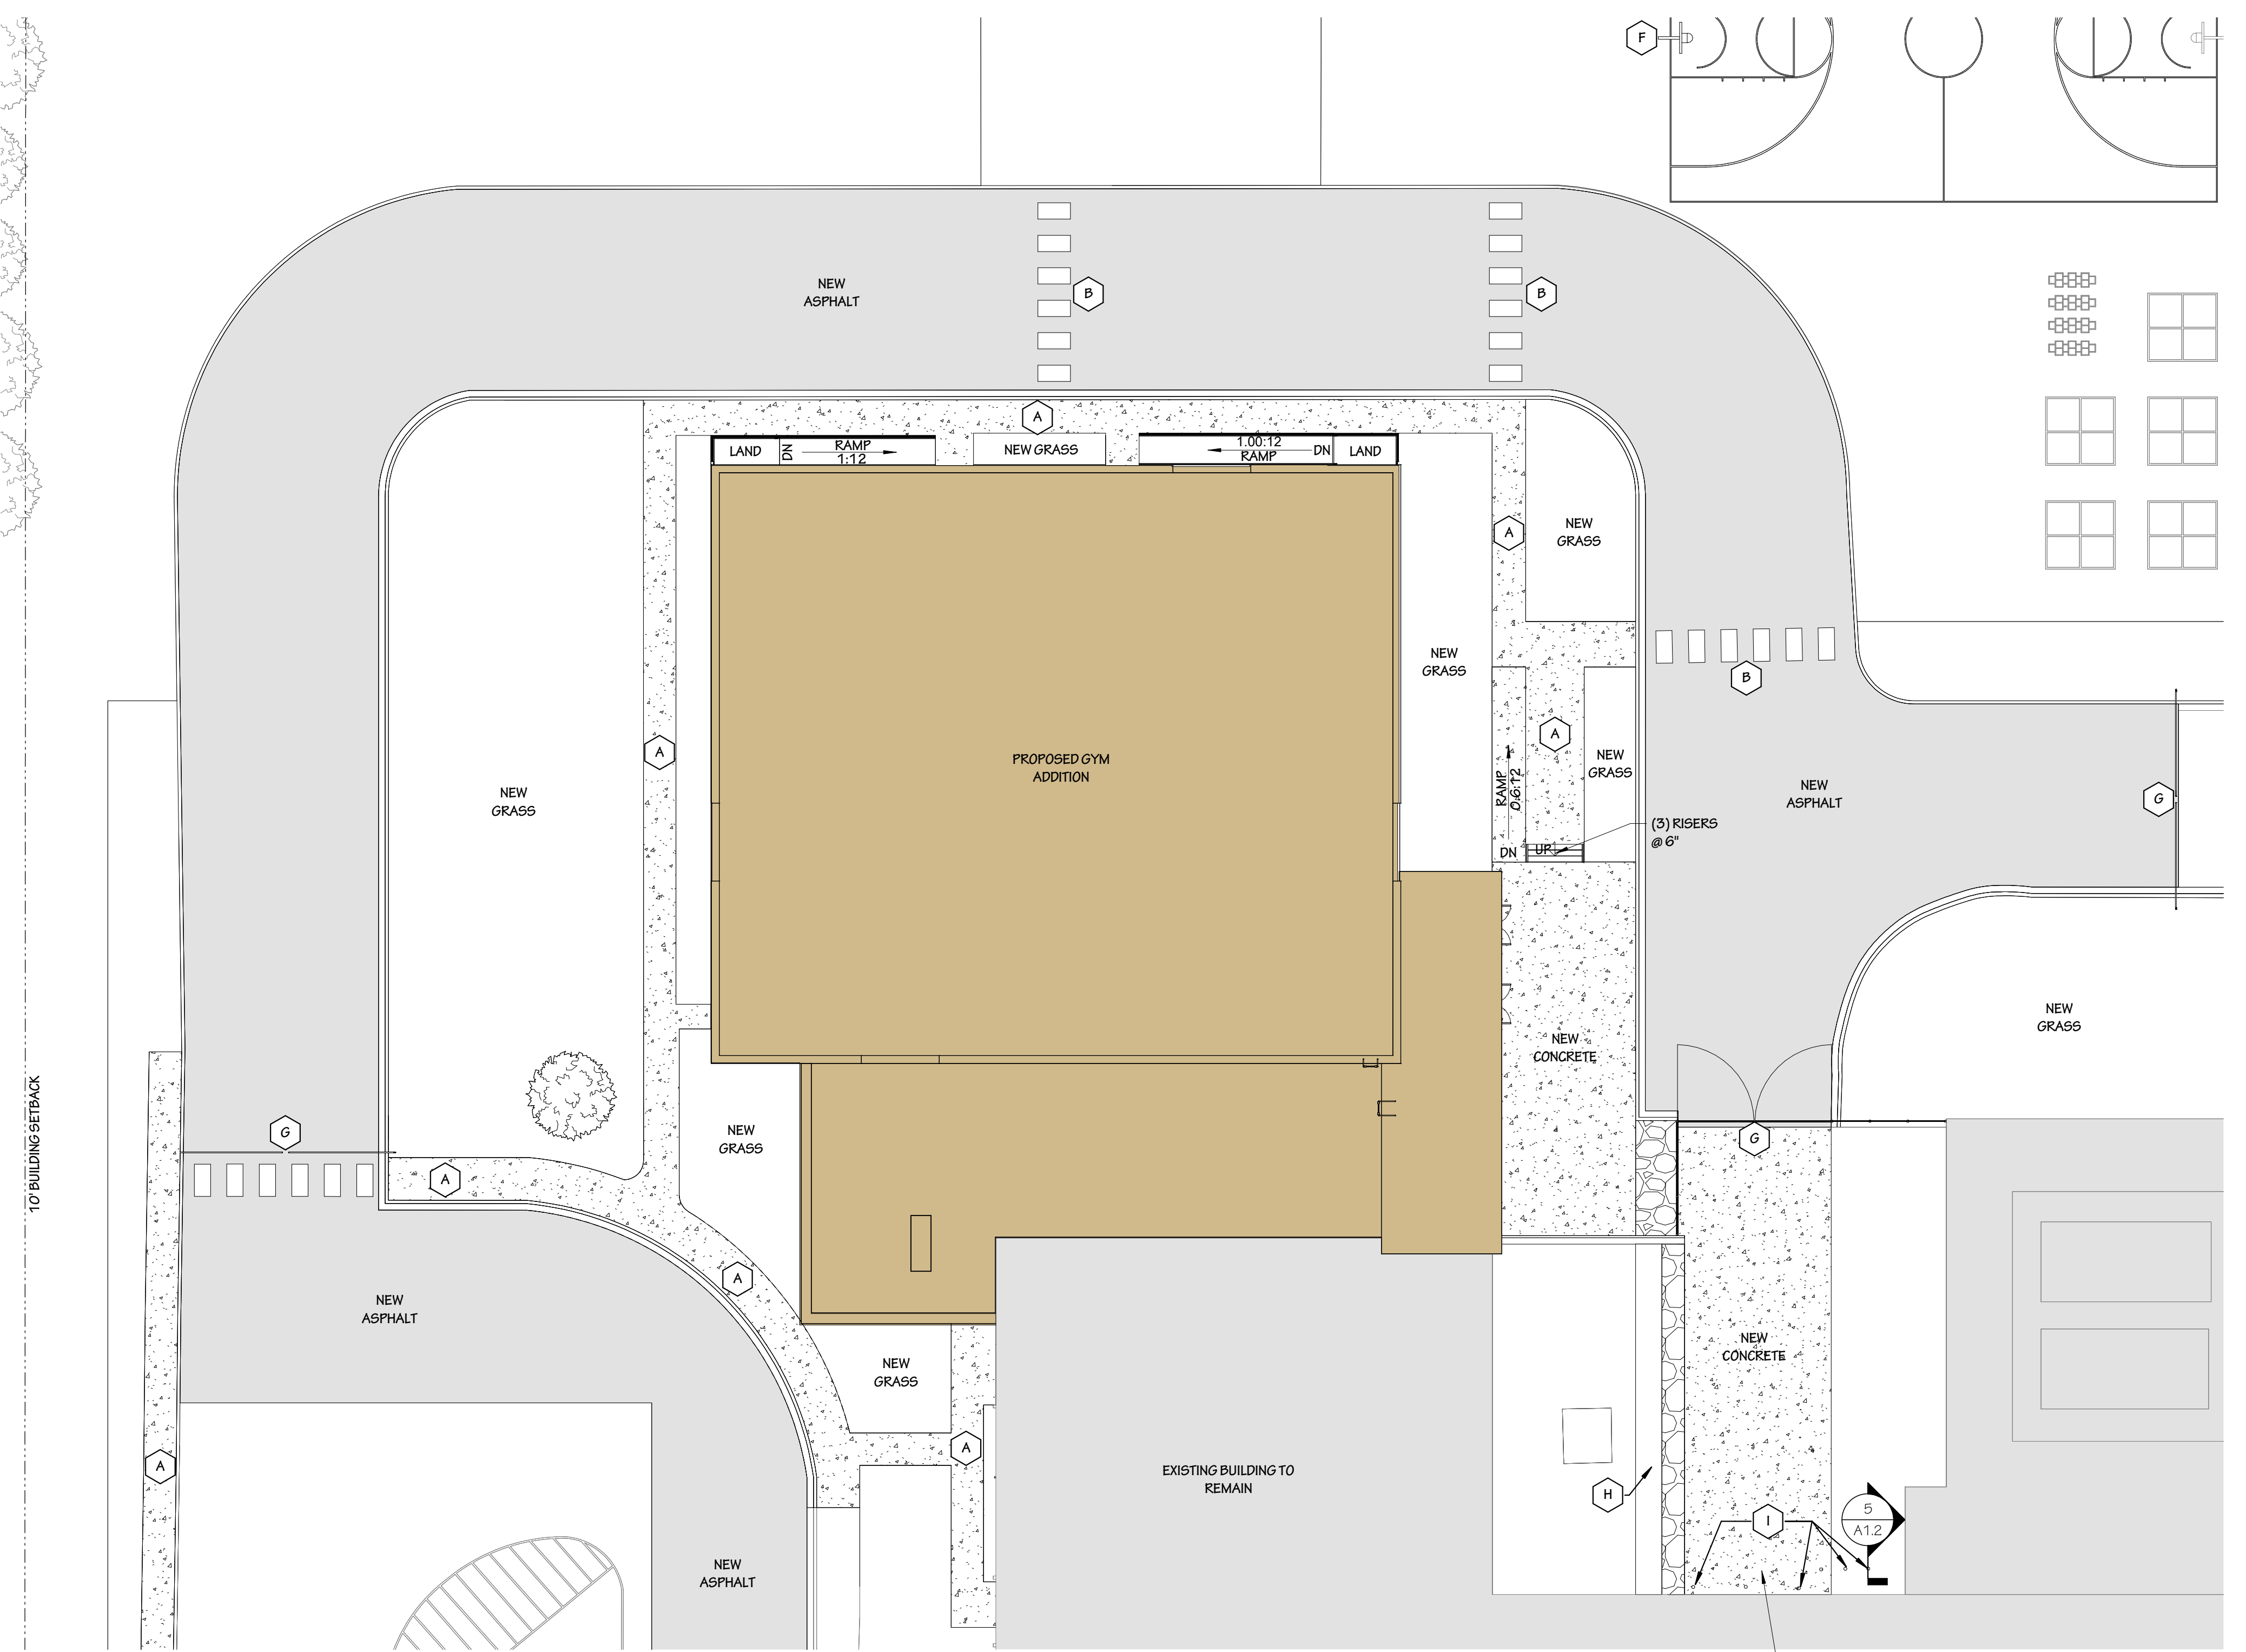 F
NEW
ASPHALT
B
B
A
LAND
DN
RAMP
1:12
NEW GRASS
1.00:12
RAMP
DN
LAND
A
NEW
GRASS
NEW
GRASS
B
A
A
NEW
GRASS
RAMP
0.6:12
NEW
GRASS
PROPOSED GYM
ADDITION
NEW
ASPHALT
G
(3) RISERS
@ 6"
DN
UP
NEW
GRASS
NEW
CONCRETE
10' BUILDING SETBACK
G
NEW
GRASS
G
A
A
NEW
ASPHALT
NEW
CONCRETE
NEW
GRASS
A
A
EXISTING BUILDING TO
REMAIN
H
I
5
A1.2
NEW
ASPHALT